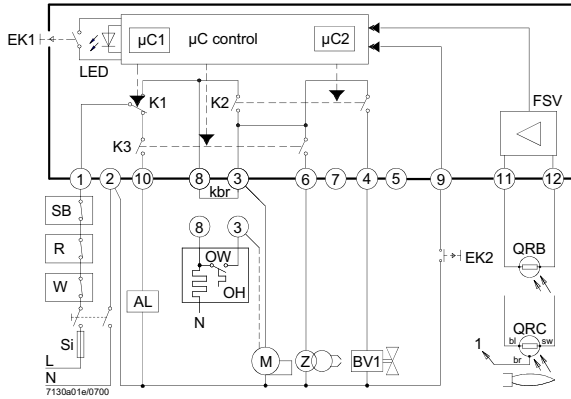 EK1
LED
µC1
µC control
µC2
K1
K2
K3
FSV
1
2
10
8
3
6
7
4
5
9
11
12
kbr
SB
R
W
Si
L
N
7130a01e/0700
AL
8
3
OW
OH
N
M
Z
BV1
EK2
QRB
QRC
bl
sw
br
1